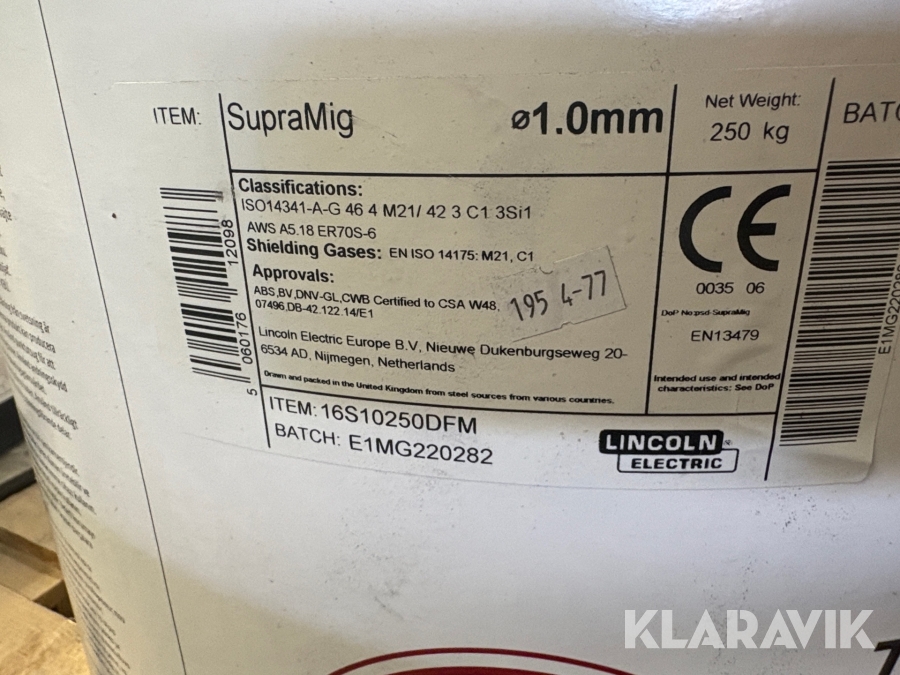 ITEM: SupraMig ø1.0mm
Net Weight:
250 kg
BATC
Classifications:
ISO14341-A-G 46 4 M21/ 42 3 C1 3Si1
AWS A5.18 ER70S-6
Shielding Gases: EN ISO 14175: M21, C1
Approvals:
ABS,BV,DNV-GL,CWB Certified to CSA W48,
07496,DB-42.122.14/E1
195 4-77
Lincoln Electric Europe B.V, Nieuwe Dukenburgseweg 20-
6534 AD, Nijmegen, Netherlands
Drawn and packed in the United Kingdom from steel sources from various countries.
0035 06
DoP No:psd-SupraMig
EN13479
Intended use and intended
characteristics: See DoP
5 060176 12098
E1MG220282
ITEM: 16S10250DFM
BATCH: E1MG220282
LINCOLN
ELECTRIC
KLARAVIK